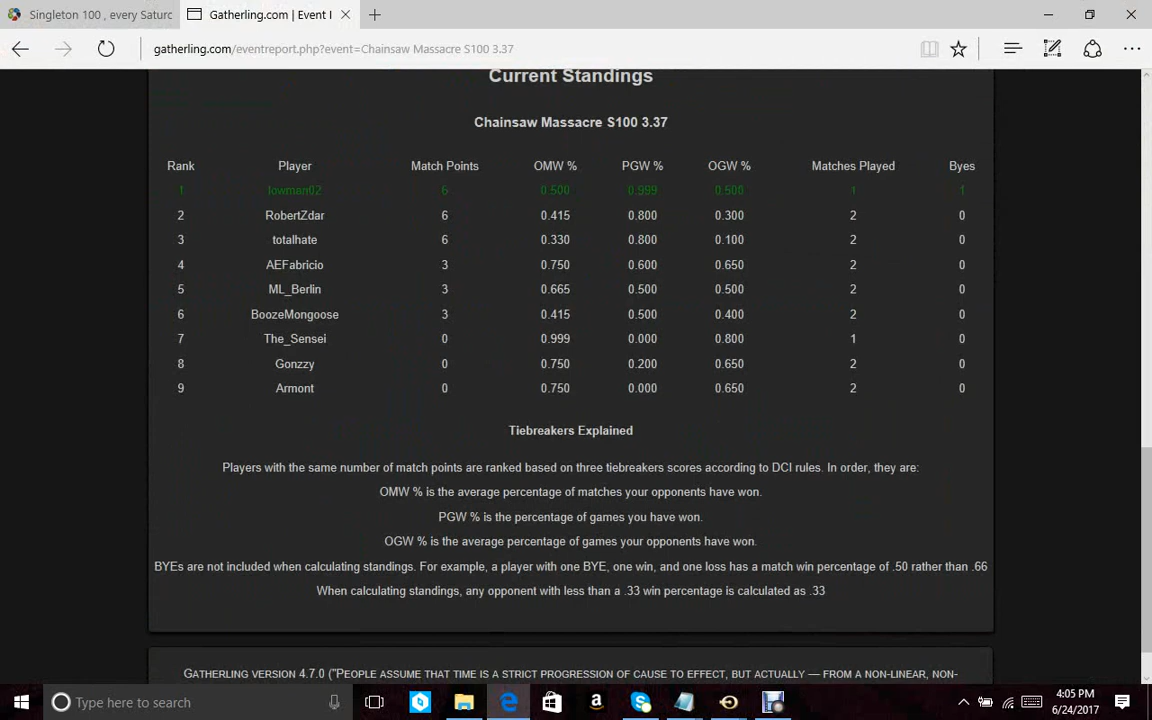 Singleton 100 , every Saturc
Gatherling.com | Event I
gatherling.com/eventreport.php?event=Chainsaw Massacre S100 3.37
Current Standings
Chainsaw Massacre S100 3.37
Rank Player Match Points OMW % PGW % OGW % Matches Played Byes
1 lowman02 6 0.500 0.999 0.500 1 1
2 RobertZdar 6 0.415 0.800 0.300 2 0
3 totalhate 6 0.330 0.800 0.100 2 0
4 AEFabricio 3 0.750 0.600 0.650 2 0
5 ML_Berlin 3 0.665 0.500 0.500 2 0
6 BoozeMongoose 3 0.415 0.500 0.400 2 0
7 The_Sensei 0 0.999 0.000 0.800 1 0
8 Gonzzy 0 0.750 0.200 0.650 2 0
9 Armont 0 0.750 0.000 0.650 2 0
Tiebreakers Explained
Players with the same number of match points are ranked based on three tiebreakers scores according to DCI rules. In order, they are:
OMW % is the average percentage of matches your opponents have won.
PGW % is the percentage of games you have won.
OGW % is the average percentage of games your opponents have won.
BYEs are not included when calculating standings. For example, a player with one BYE, one win, and one loss has a match win percentage of .50 rather than .66
When calculating standings, any opponent with less than a .33 win percentage is calculated as .33
GATHERLING VERSION 4.7.0 ("PEOPLE ASSUME THAT TIME IS A STRICT PROGRESSION OF CAUSE TO EFFECT, BUT ACTUALLY — FROM A NON-LINEAR, NON-
Type here to search
4:05 PM
6/24/2017